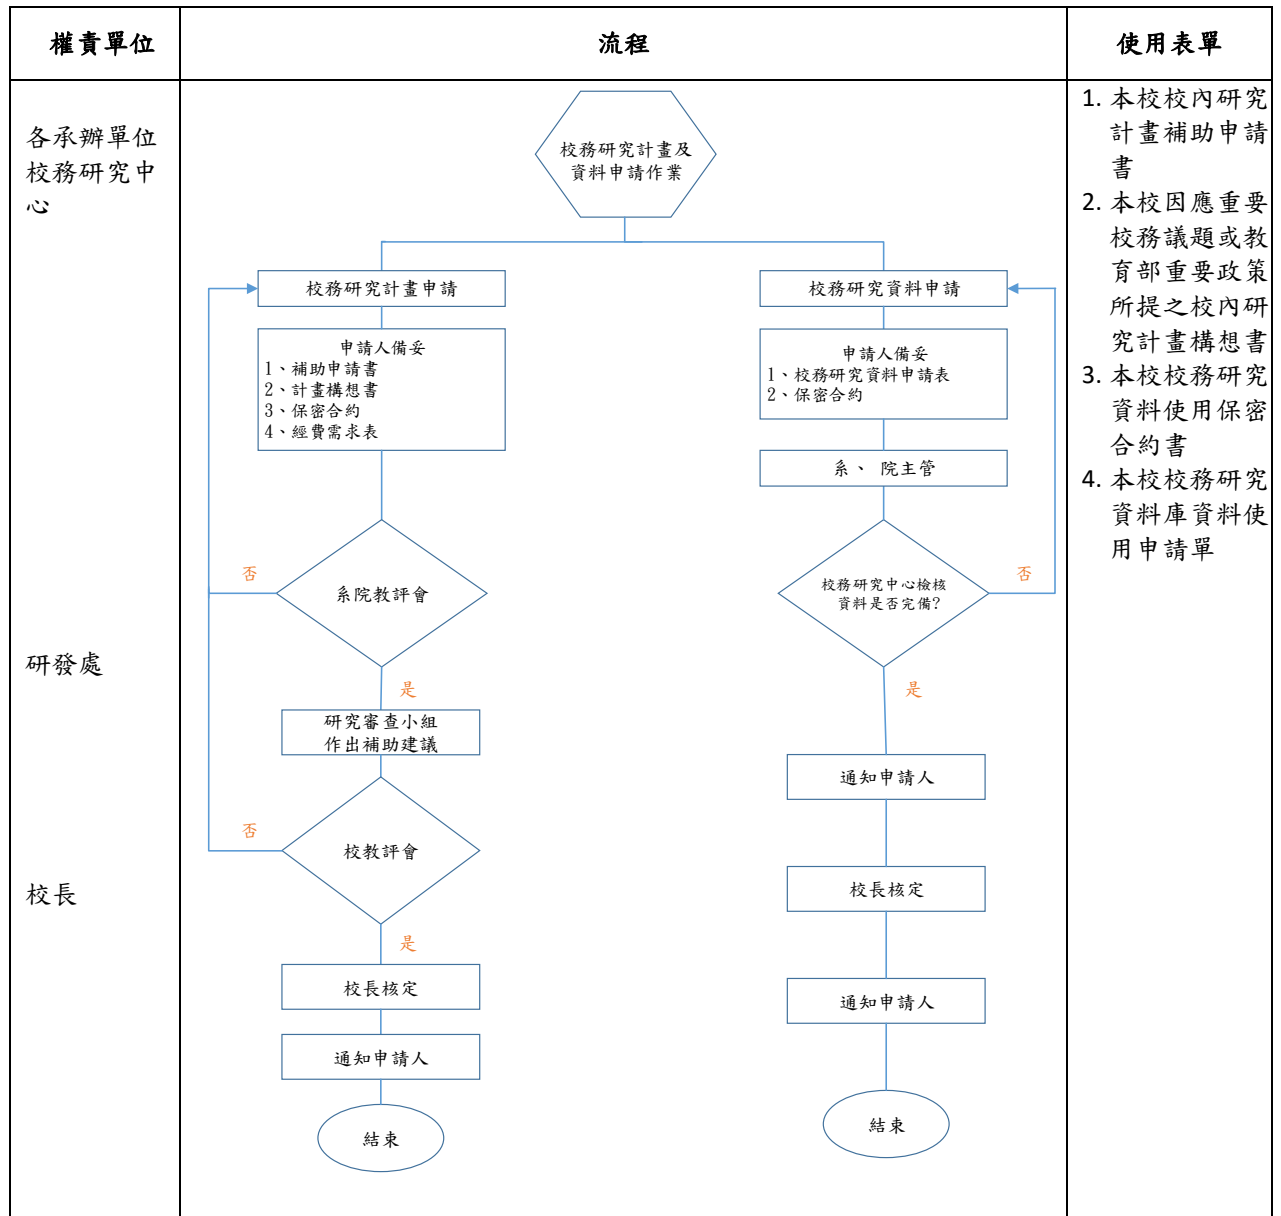 權責單位
流程
使用表單
各承辦單位
校務研究中
心
研發處
校長
校務研究計畫及
資料申請作業
校務研究計畫申請
申請人備妥
1、補助申請書
2、計畫構想書
3、保密合約
4、經費需求表
系院教評會
否
是
研究審查小組
作出補助建議
校教評會
否
是
校長核定
通知申請人
結束
校務研究資料申請
申請人備妥
1、校務研究資料申請表
2、保密合約
系、 院主管
校務研究中心檢核
資料是否完備?
否
是
通知申請人
校長核定
通知申請人
結束
1. 本校校內研究
計畫補助申請
書
2. 本校因應重要
校務議題或教
育部重要政策
所提之校內研
究計畫構想書
3. 本校校務研究
資料使用保密
合約書
4. 本校校務研究
資料庫資料使
用申請單